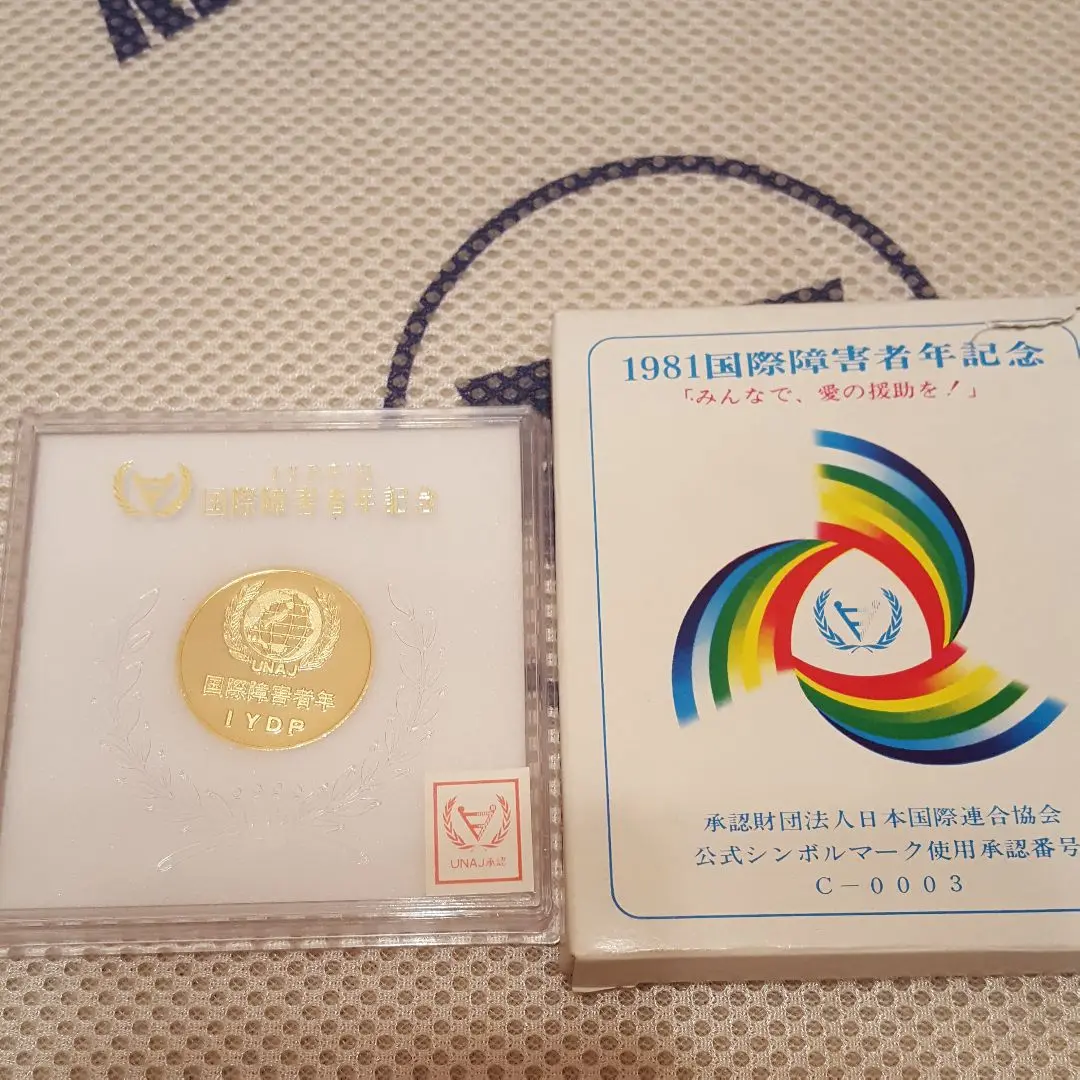 国際障害者年記念
UNAJ
国際障害者年
IYDP
UNAJ承認
1981国際障害者年記念
「みんなで、愛の援助を！」
承認財団法人日本国際連合協会
公式シンボルマーク使用承認番号
C-0003